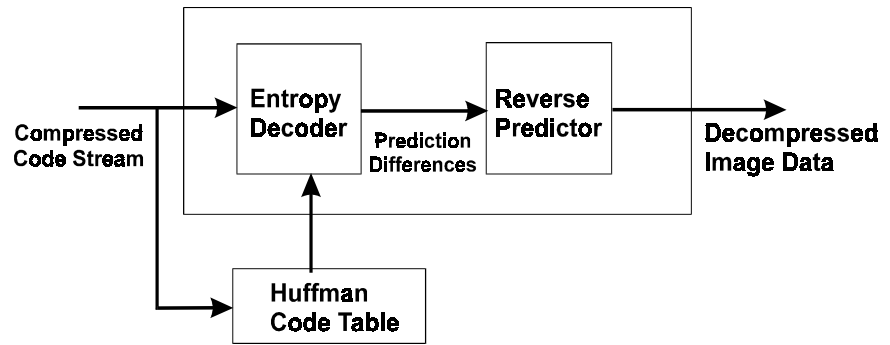 Entropy
Decoder
Reverse
Predictor
Compressed
Code Stream
Prediction
Differences
Decompressed
Image Data
Huffman
Code Table